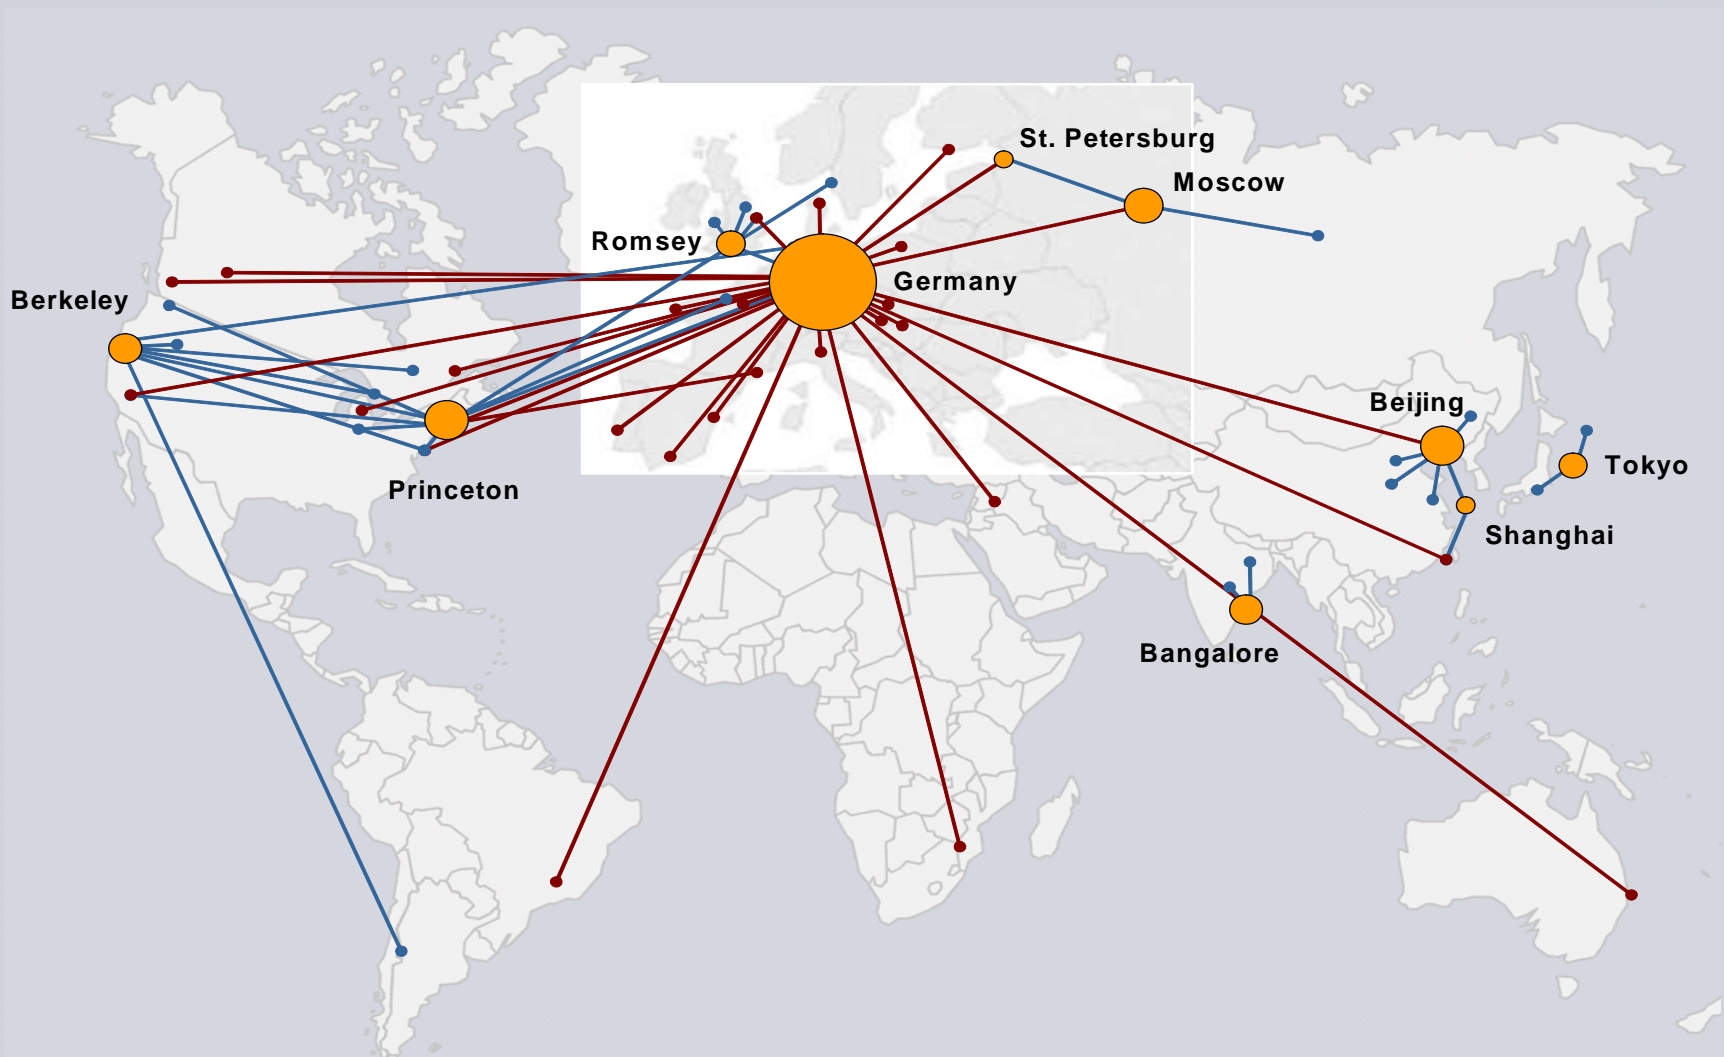 St. Petersburg
Moscow
Romsey
Germany
Berkeley
Beijing
Tokyo
Princeton
Shanghai
Bangalore